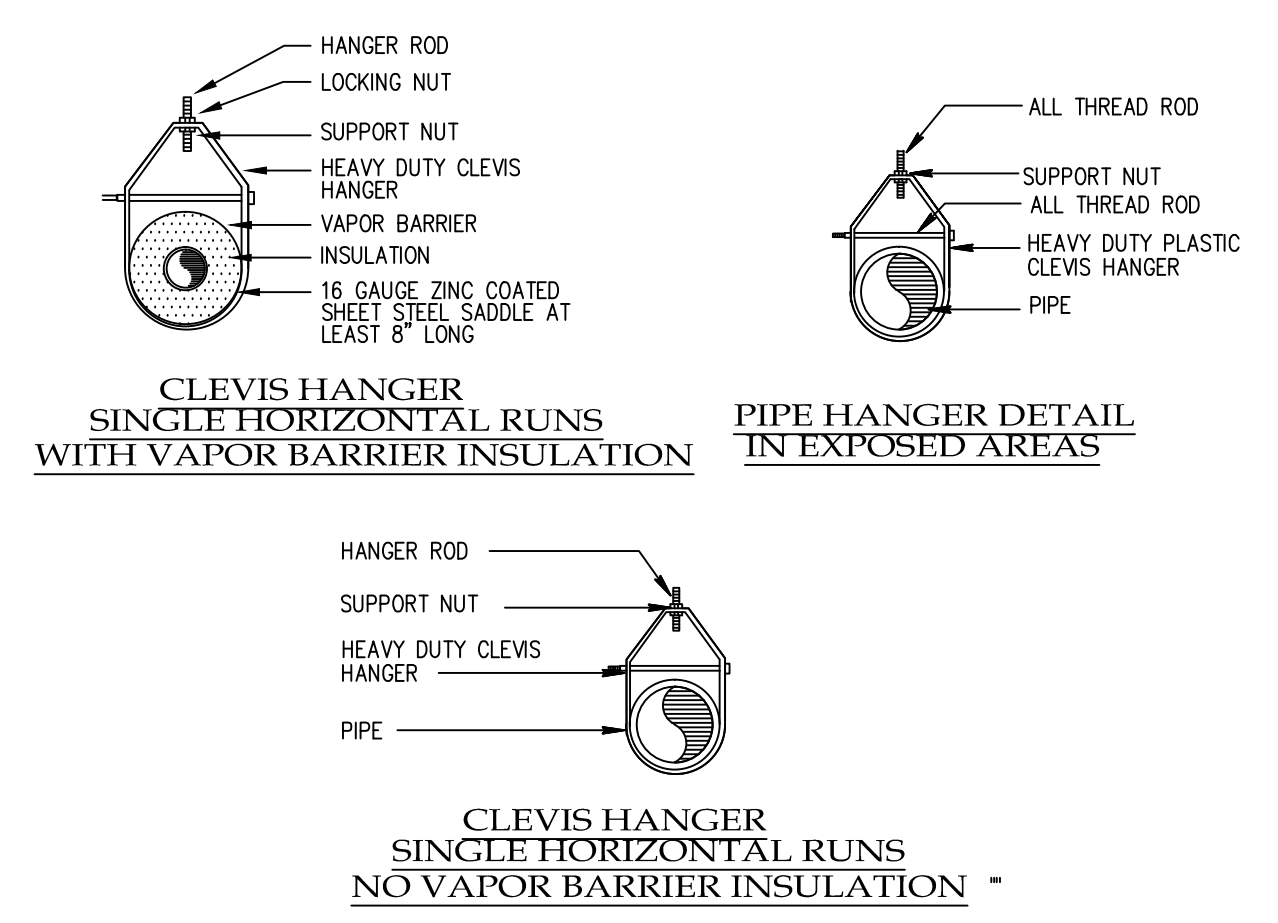 HANGER ROD
LOCKING NUT
SUPPORT NUT
HEAVY DUTY CLEVIS
HANGER
VAPOR BARRIER
INSULATION
16 GAUGE ZINC COATED
SHEET STEEL SADDLE AT
LEAST 8" LONG
CLEVIS HANGER
SINGLE HORIZONTAL RUNS
WITH VAPOR BARRIER INSULATION
ALL THREAD ROD
SUPPORT NUT
ALL THREAD ROD
HEAVY DUTY PLASTIC
CLEVIS HANGER
PIPE
PIPE HANGER DETAIL
IN EXPOSED AREAS
HANGER ROD
SUPPORT NUT
HEAVY DUTY CLEVIS
HANGER
PIPE
CLEVIS HANGER
SINGLE HORIZONTAL RUNS
NO VAPOR BARRIER INSULATION ""